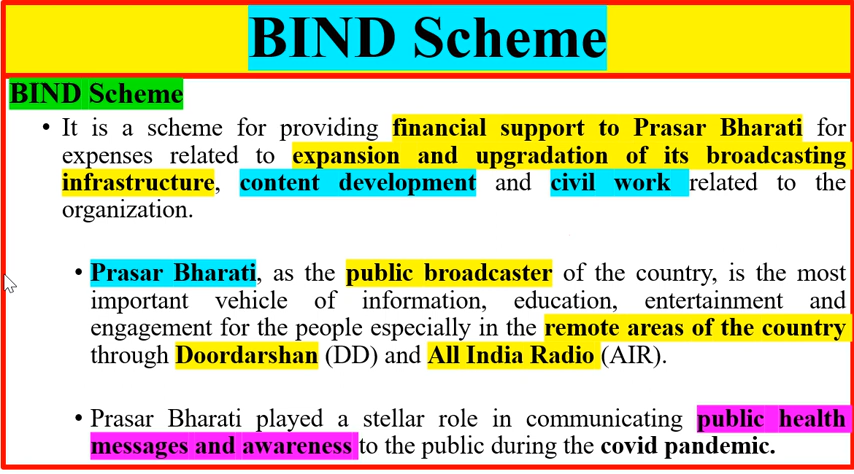 BIND Scheme
BIND Scheme
• It is a scheme for providing financial support to Prasar Bharati for
expenses related to expansion and upgradation of its broadcasting
infrastructure, content development and civil work related to the
organization.
• Prasar Bharati, as the public broadcaster of the country, is the most
important vehicle of information, education, entertainment and
engagement for the people especially in the remote areas of the country
through Doordarshan (DD) and All India Radio (AIR).
• Prasar Bharati played a stellar role in communicating public health
messages and awareness to the public during the covid pandemic.